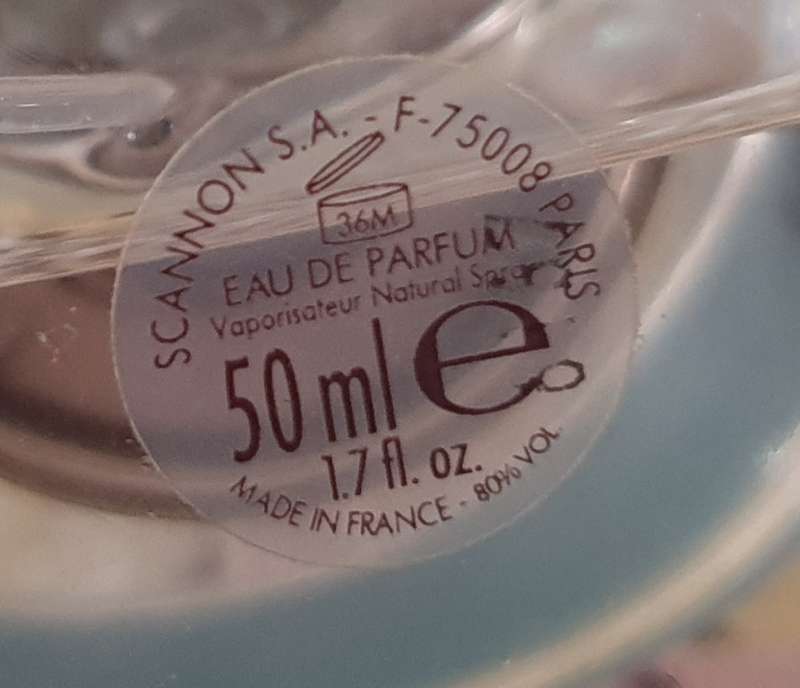 SCANNON S.A. - F-75008 PARIS
36M
EAU DE PARFUM
Vaporisateur Natural Spray
50 ml e
1.7 fl. oz.
MADE IN FRANCE - 80% VOL.